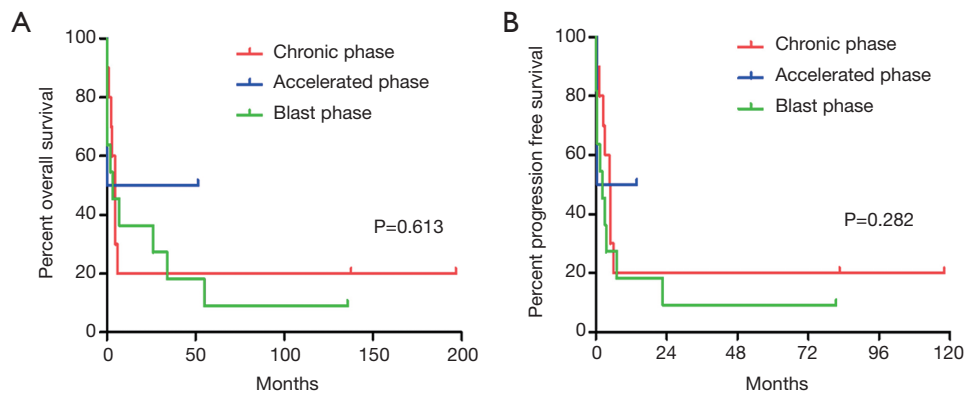 A
Percent overall survival
100
80
60
40
20
0
Chronic phase
Accelerated phase
Blast phase
P=0.613
0 50 100 150 200
Months
B
Percent progression free survival
100
80
60
40
20
0
Chronic phase
Accelerated phase
Blast phase
P=0.282
0 24 48 72 96 120
Months